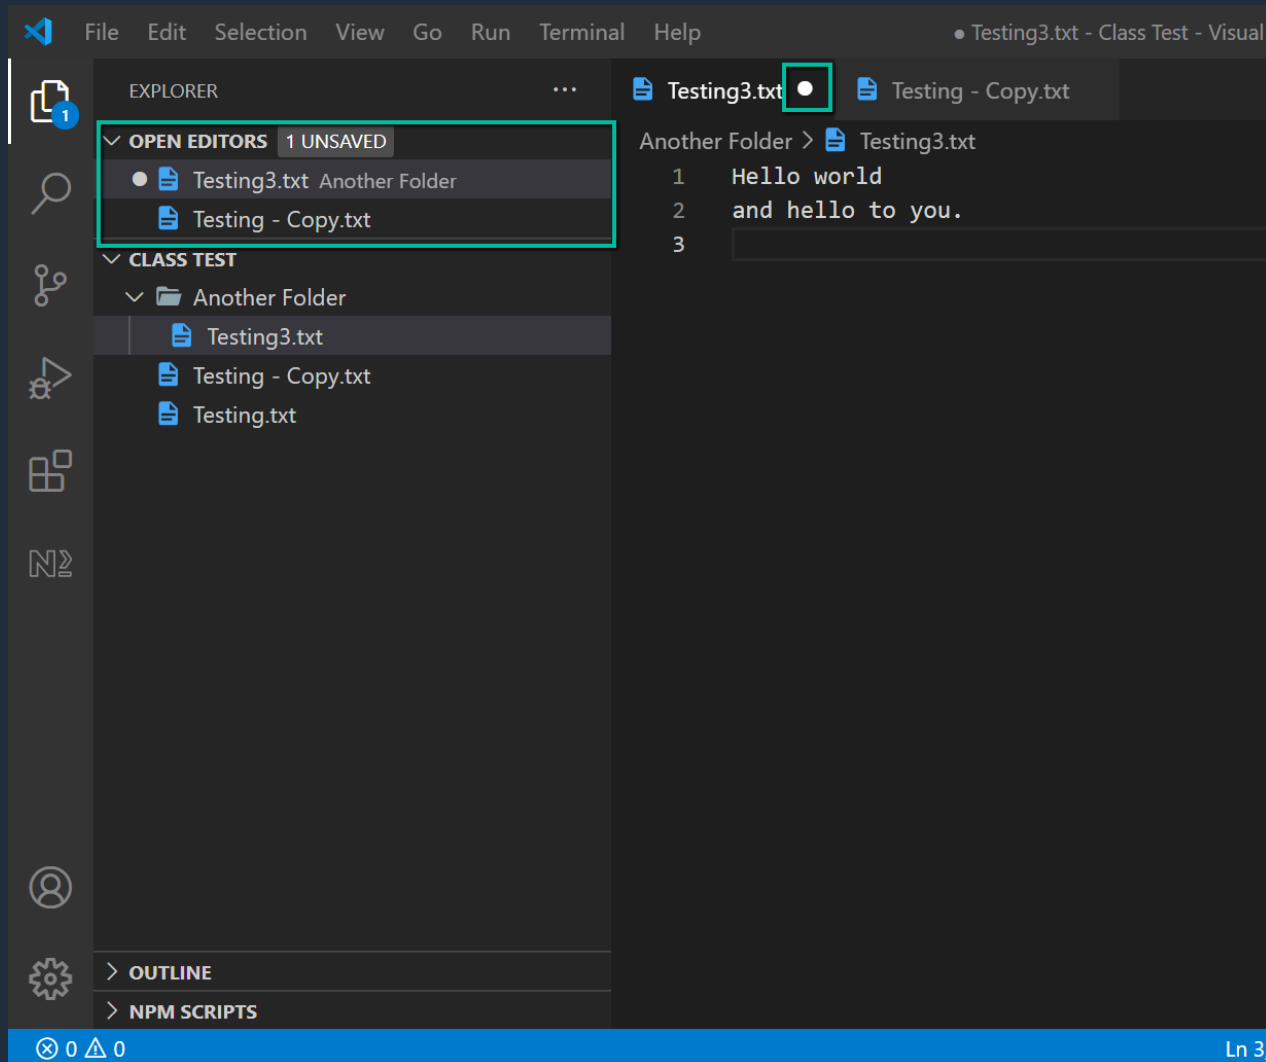 File Edit Selection View Go Run Terminal Help ● Testing3.txt - Class Test - Visual
EXPLORER ···
1
OPEN EDITORS 1 UNSAVED
Testing3.txt Another Folder
Testing - Copy.txt
CLASS TEST
Another Folder
Testing3.txt
Testing - Copy.txt
Testing.txt
OUTLINE
NPM SCRIPTS
Testing3.txt ● Testing - Copy.txt
Another Folder > Testing3.txt
1 Hello world
2 and hello to you.
3
0 0
Ln 3